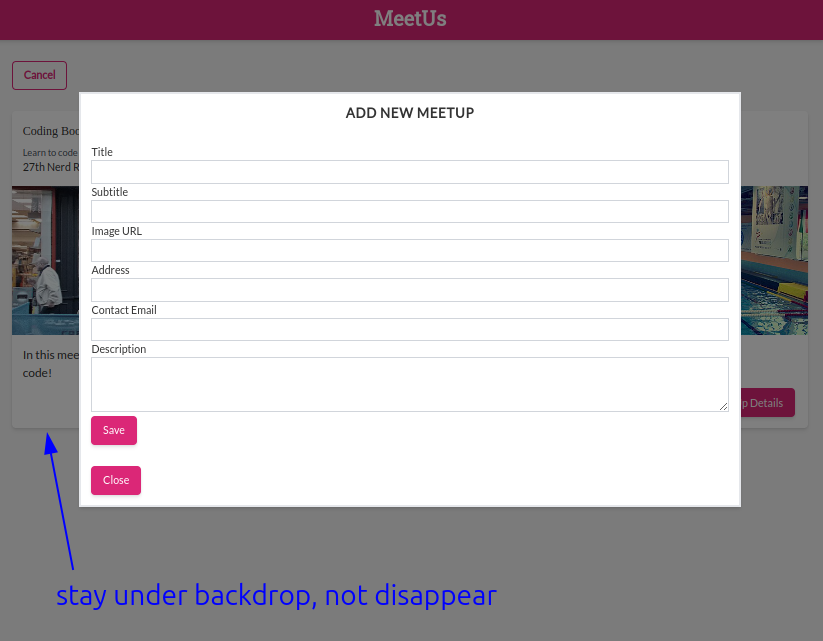 MeetUs
Cancel
ADD NEW MEETUP
Coding Boo
Learn to code
27th Nerd R
Title
Subtitle
Image URL
Address
Contact Email
Description
In this mee
code!
p Details
Save
Close
stay under backdrop, not disappear